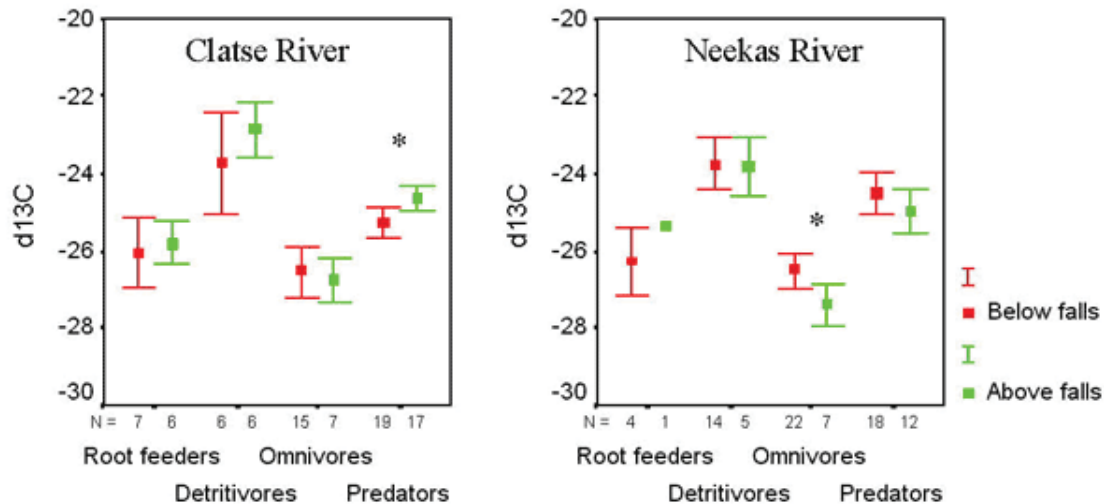 Clatse River
d13C
-20
-22
-24
-26
-28
-30
*
N = 7 6 6 6 15 7 19 17
Root feeders Omnivores
Detritivores Predators
Neekas River
d13C
-20
-22
-24
-26
-28
-30
*
N = 4 1 14 5 22 7 18 12
Root feeders Omnivores
Detritivores Predators
Below falls
Above falls